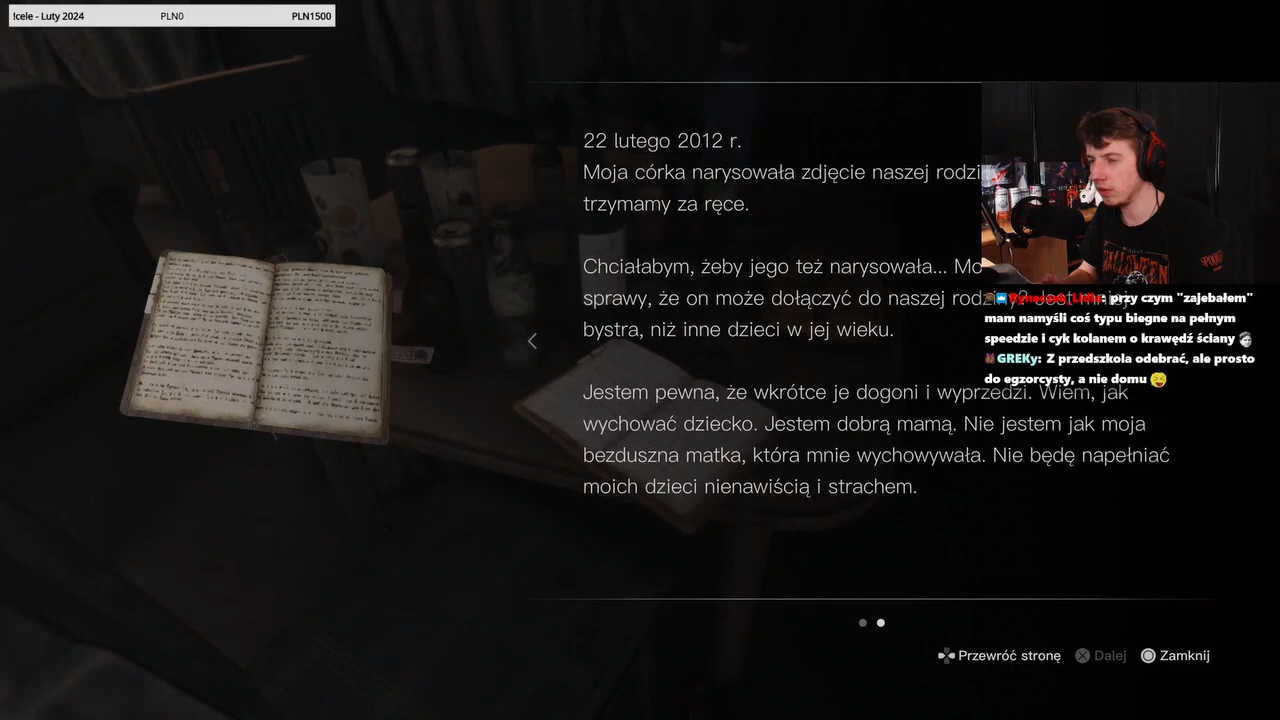 !cele - Luty 2024 PLN0 PLN1500
22 lutego 2012 r.
Moja córka narysowała zdjęcie naszej
trzymamy za ręce.
Chciałabym, żeby jego też narysowała...
sprawy, że on może dołączyć do naszej
bystra, niż inne dzieci w jej wieku.
Jestem pewna, że wkrótce je dogoni i wyprzedzi. Wiem, jak
wychować dziecko. Jestem dobrą mamą. Nie jestem jak moja
bezduszna matka, która mnie wychowywała. Nie będę napełniać
moich dzieci nienawiścią i strachem.
przy czym "zajebałem"
mam namyśli coś typu biegne na pełnym
speedzie i cyk kolanem o krawędź ściany
GREKy: Z przedszkola odebrać, ale prosto
do egzorcysty, a nie domu
Przewróć stronę Dalej Zamknij